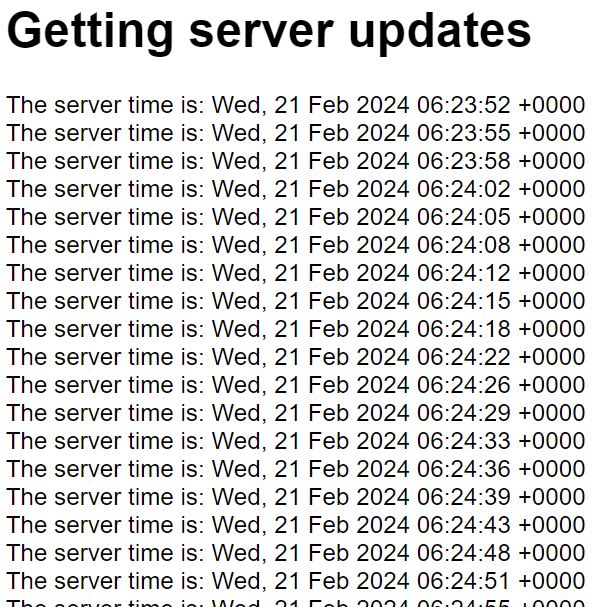 Getting server updates
The server time is: Wed, 21 Feb 2024 06:23:52 +0000
The server time is: Wed, 21 Feb 2024 06:23:55 +0000
The server time is: Wed, 21 Feb 2024 06:23:58 +0000
The server time is: Wed, 21 Feb 2024 06:24:02 +0000
The server time is: Wed, 21 Feb 2024 06:24:05 +0000
The server time is: Wed, 21 Feb 2024 06:24:08 +0000
The server time is: Wed, 21 Feb 2024 06:24:12 +0000
The server time is: Wed, 21 Feb 2024 06:24:15 +0000
The server time is: Wed, 21 Feb 2024 06:24:18 +0000
The server time is: Wed, 21 Feb 2024 06:24:22 +0000
The server time is: Wed, 21 Feb 2024 06:24:26 +0000
The server time is: Wed, 21 Feb 2024 06:24:29 +0000
The server time is: Wed, 21 Feb 2024 06:24:33 +0000
The server time is: Wed, 21 Feb 2024 06:24:36 +0000
The server time is: Wed, 21 Feb 2024 06:24:39 +0000
The server time is: Wed, 21 Feb 2024 06:24:43 +0000
The server time is: Wed, 21 Feb 2024 06:24:48 +0000
The server time is: Wed, 21 Feb 2024 06:24:51 +0000
The server time is: Wed, 21 Feb 2024